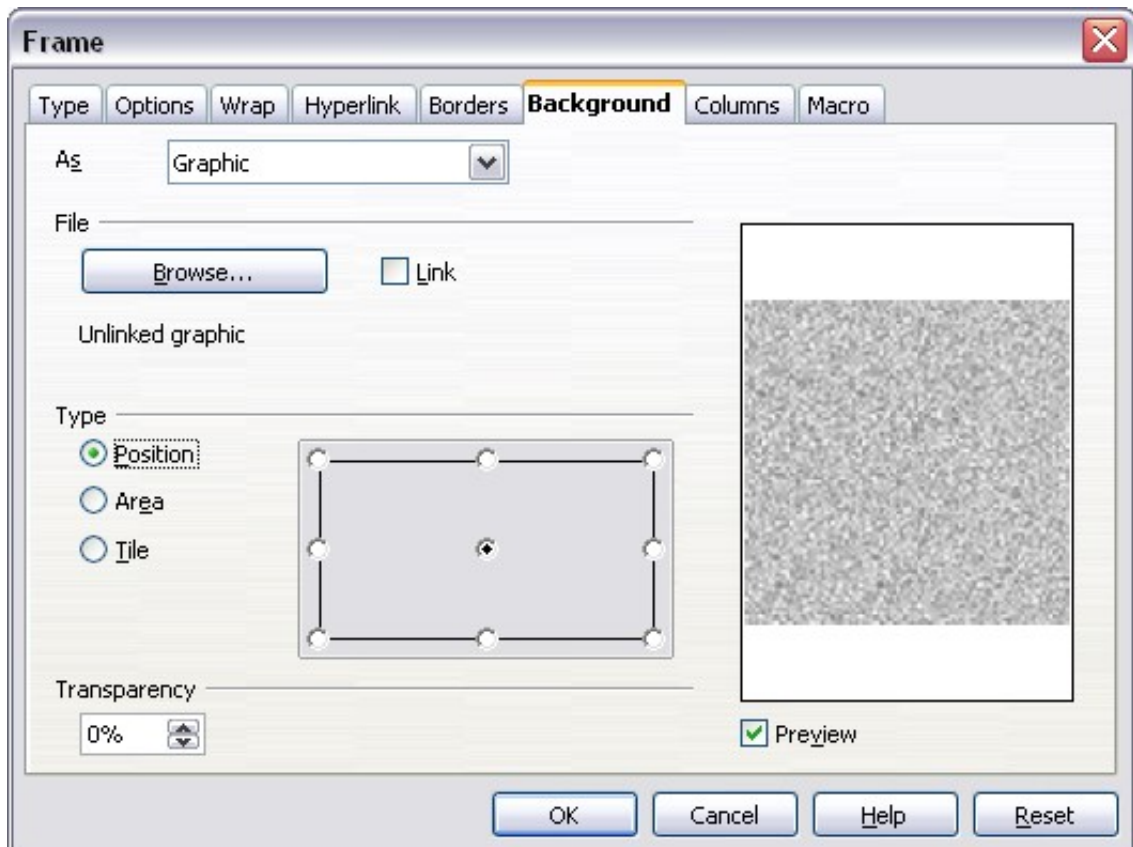 Frame
Type Options Wrap Hyperlink Borders Background Columns Macro
As Graphic
File
Browse... Link
Unlinked graphic
Type
Position
Area
Tile
Transparency
0%
Preview
OK Cancel Help Reset